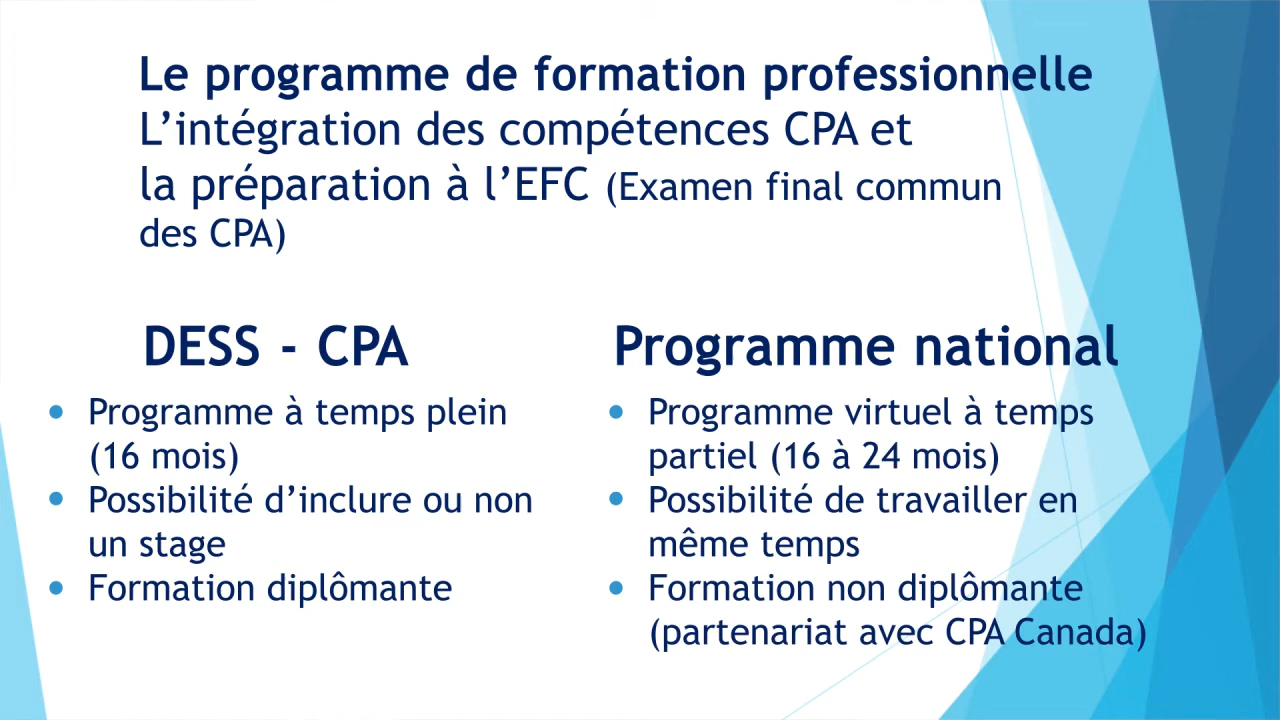 Le programme de formation professionnelle
L’intégration des compétences CPA et
la préparation à l’EFC (Examen final commun
des CPA)
DESS - CPA
• Programme à temps plein
(16 mois)
• Possibilité d’inclure ou non
un stage
• Formation diplômante
Programme national
• Programme virtuel à temps
partiel (16 à 24 mois)
• Possibilité de travailler en
même temps
• Formation non diplômante
(partenariat avec CPA Canada)